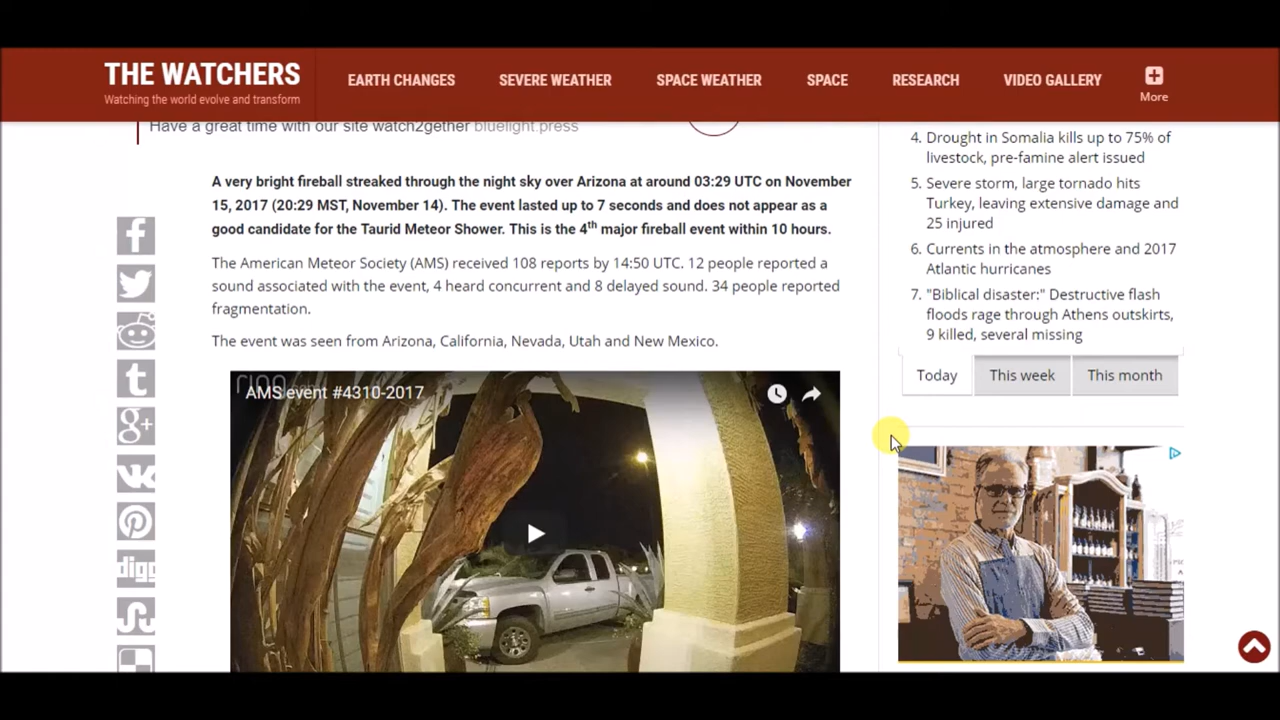 THE WATCHERS
Watching the world evolve and transform
EARTH CHANGES
SEVERE WEATHER
SPACE WEATHER
SPACE
RESEARCH
VIDEO GALLERY
More
Have a great time with our site watch2gether bluelight.press
A very bright fireball streaked through the night sky over Arizona at around 03:29 UTC on November
15, 2017 (20:29 MST, November 14). The event lasted up to 7 seconds and does not appear as a
good candidate for the Taurid Meteor Shower. This is the 4th major fireball event within 10 hours.
The American Meteor Society (AMS) received 108 reports by 14:50 UTC. 12 people reported a
sound associated with the event, 4 heard concurrent and 8 delayed sound. 34 people reported
fragmentation.
The event was seen from Arizona, California, Nevada, Utah and New Mexico.
AMS event #4310-2017
4. Drought in Somalia kills up to 75% of
livestock, pre-famine alert issued
5. Severe storm, large tornado hits
Turkey, leaving extensive damage and
25 injured
6. Currents in the atmosphere and 2017
Atlantic hurricanes
7. "Biblical disaster:" Destructive flash
floods rage through Athens outskirts,
9 killed, several missing
Today
This week
This month
digg